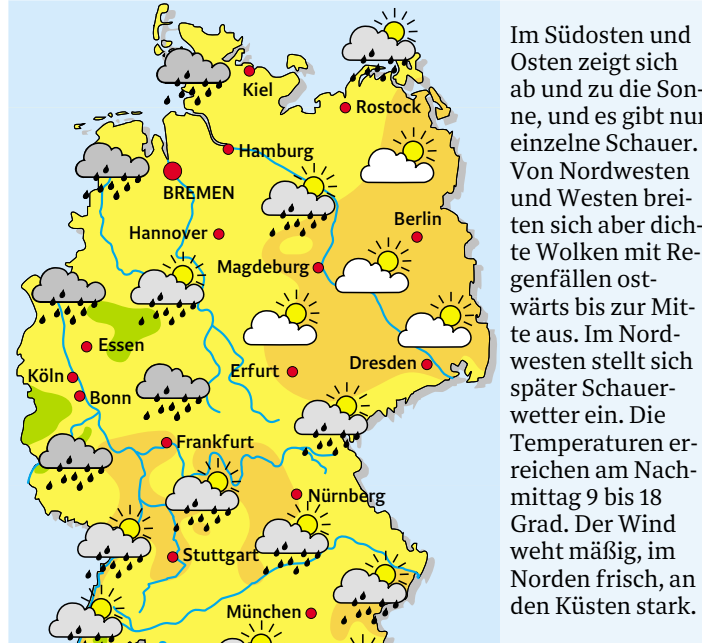 Kiel
Rostock
Hamburg
BREMEN
Hannover
Berlin
Magdeburg
Essen
Köln
Bonn
Erfurt
Dresden
Frankfurt
Nürnberg
Stuttgart
München
Im Südosten und
Osten zeigt sich
ab und zu die Son-
ne, und es gibt nur
einzelne Schauer.
Von Nordwesten
und Westen brei-
ten sich aber dich-
te Wolken mit Re-
genfällen ost-
wärts bis zur Mit-
te aus. Im Nord-
westen stellt sich
später Schauer-
wetter ein. Die
Temperaturen er-
reichen am Nach-
mittag 9 bis 18
Grad. Der Wind
weht mäßig, im
Norden frisch, an
den Küsten stark.